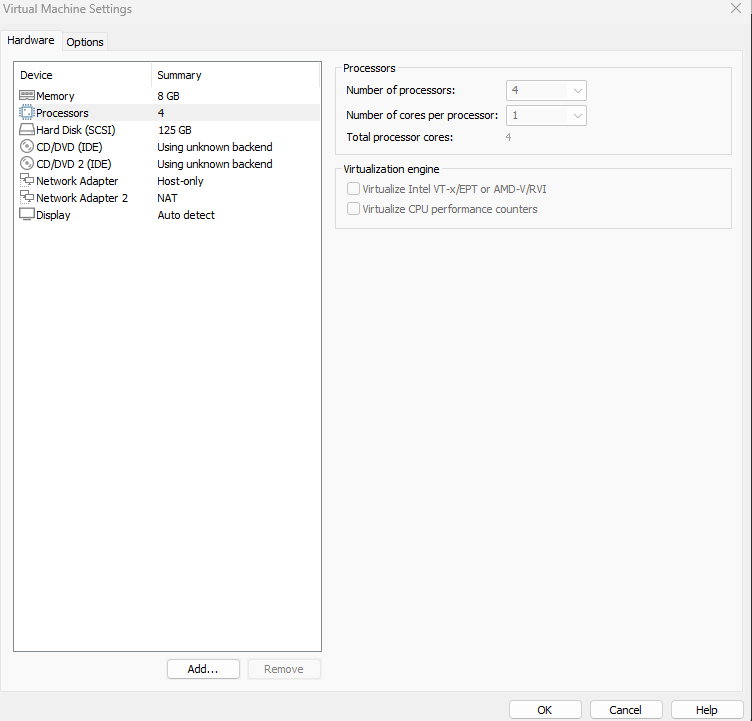 Virtual Machine Settings
Hardware Options
Device Summary
Memory 8 GB
Processors 4
Hard Disk (SCSI) 125 GB
CD/DVD (IDE) Using unknown backend
CD/DVD 2 (IDE) Using unknown backend
Network Adapter Host-only
Network Adapter 2 NAT
Display Auto detect
Add... Remove
Processors
Number of processors: 4
Number of cores per processor: 1
Total processor cores: 4
Virtualization engine
Virtualize Intel VT-x/EPT or AMD-V/RVI
Virtualize CPU performance counters
OK Cancel Help